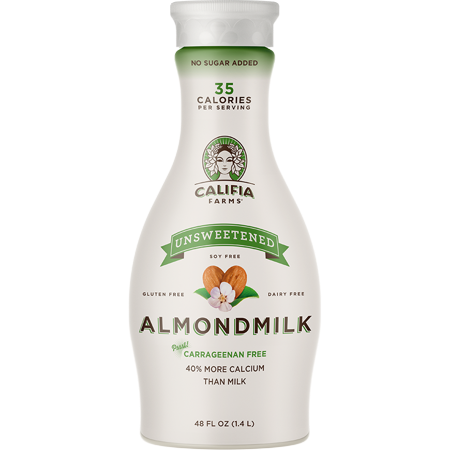 NO SUGAR ADDED
35
CALORIES
PER SERVING
CALIFIA
FARMS®
UNSWEETENED
SOY FREE
GLUTEN FREE
DAIRY FREE
ALMONDMILK
Pssst!
CARRAGEENAN FREE
40% MORE CALCIUM
THAN MILK
48 FL OZ (1.4 L)